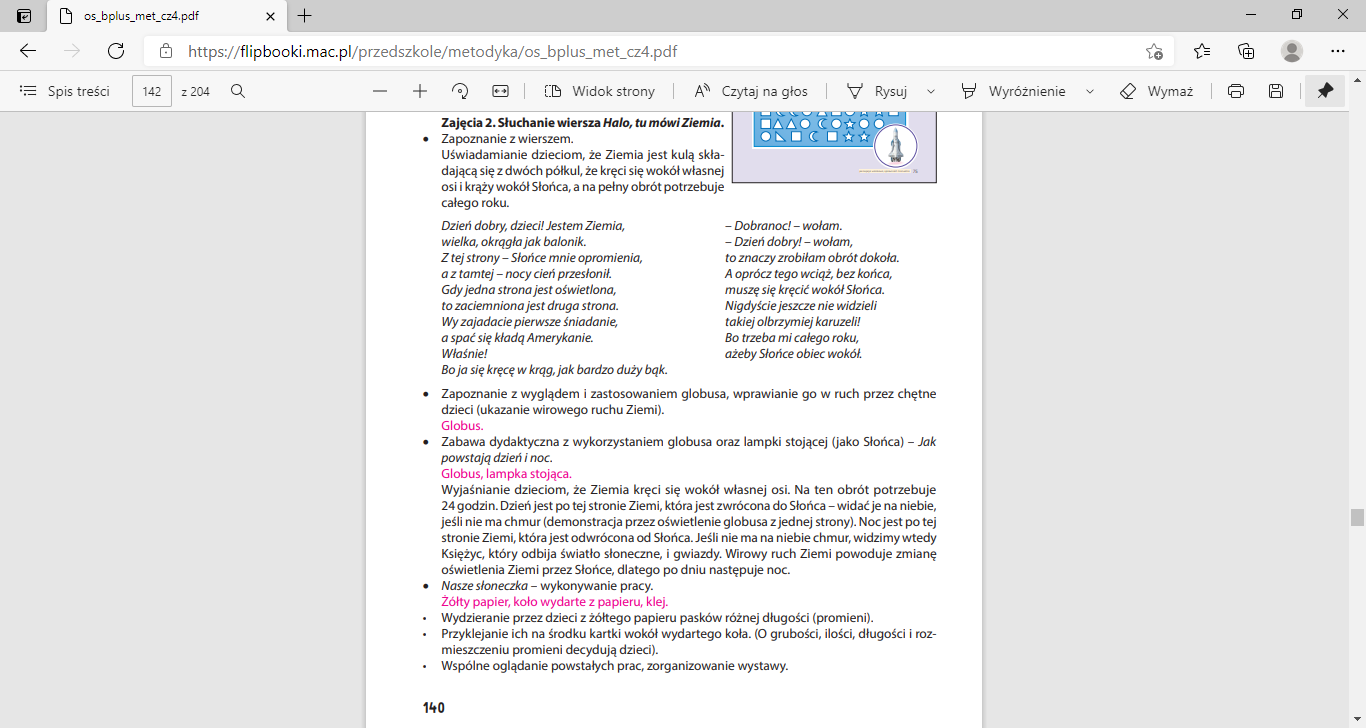 os_bplus_met_cz4.pdf
https://flipbooki.mac.pl/przedszkole/metodyka/os_bplus_met_cz4.pdf
Spis treści 142 z 204 Widok strony Czytaj na głos Rysuj Wyróżnienie Wymaż
Zajęcia 2. Słuchanie wiersza Halo, tu mówi Ziemia.
• Zapoznanie z wierszem.
Uświadamianie dzieciom, że Ziemia jest kulą skła-
dającą się z dwóch półkul, że kręci się wokół własnej
osi i krąży wokół Słońca, a na pełny obrót potrzebuje
całego roku.
Dzień dobry, dzieci! Jestem Ziemia,
wielka, okrągła jak balonik.
Z tej strony – Słońce mnie opromienia,
a z tamtej – nocy cień przesłonił.
Gdy jedna strona jest oświetlona,
to zaciemniona jest druga strona.
Wy zajadacie pierwsze śniadanie,
a spać się kładą Amerykanie.
Właśnie!
Bo ja się kręcę w krąg, jak bardzo duży bąk.
– Dobranoc! – wołam.
– Dzień dobry! – wołam,
to znaczy zrobiłam obrót dokoła.
A oprócz tego wciąż, bez końca,
muszę się kręcić wokół Słońca.
Nigdyście jeszcze nie widzieli
takiej olbrzymiej karuzeli!
Bo trzeba mi całego roku,
ażeby Słońce obiec wokół.
• Zapoznanie z wyglądem i zastosowaniem globusa, wprawianie go w ruch przez chętne
dzieci (ukazanie wirowego ruchu Ziemi).
Globus.
• Zabawa dydaktyczna z wykorzystaniem globusa oraz lampki stojącej (jako Słońca) – Jak
powstają dzień i noc.
Globus, lampka stojąca.
Wyjaśnianie dzieciom, że Ziemia kręci się wokół własnej osi. Na ten obrót potrzebuje
24 godzin. Dzień jest po tej stronie Ziemi, która jest zwrócona do Słońca – widać je na niebie,
jeśli nie ma chmur (demonstracja przez oświetlenie globusa z jednej strony). Noc jest po tej
stronie Ziemi, która jest odwrócona od Słońca. Jeśli nie ma na niebie chmur, widzimy wtedy
Księżyc, który odbija światło słoneczne, i gwiazdy. Wirowy ruch Ziemi powoduje zmianę
oświetlenia Ziemi przez Słońce, dlatego po dniu następuje noc.
• Nasze słoneczka – wykonywanie pracy.
Żółty papier, koło wydarte z papieru, klej.
• Wydzieranie przez dzieci z żółtego papieru pasków różnej długości (promieni).
• Przyklejanie ich na środku kartki wokół wydartego koła. (O grubości, ilości, długości i roz-
mieszczeniu promieni decydują dzieci).
• Wspólne oglądanie powstałych prac, zorganizowanie wystawy.
140